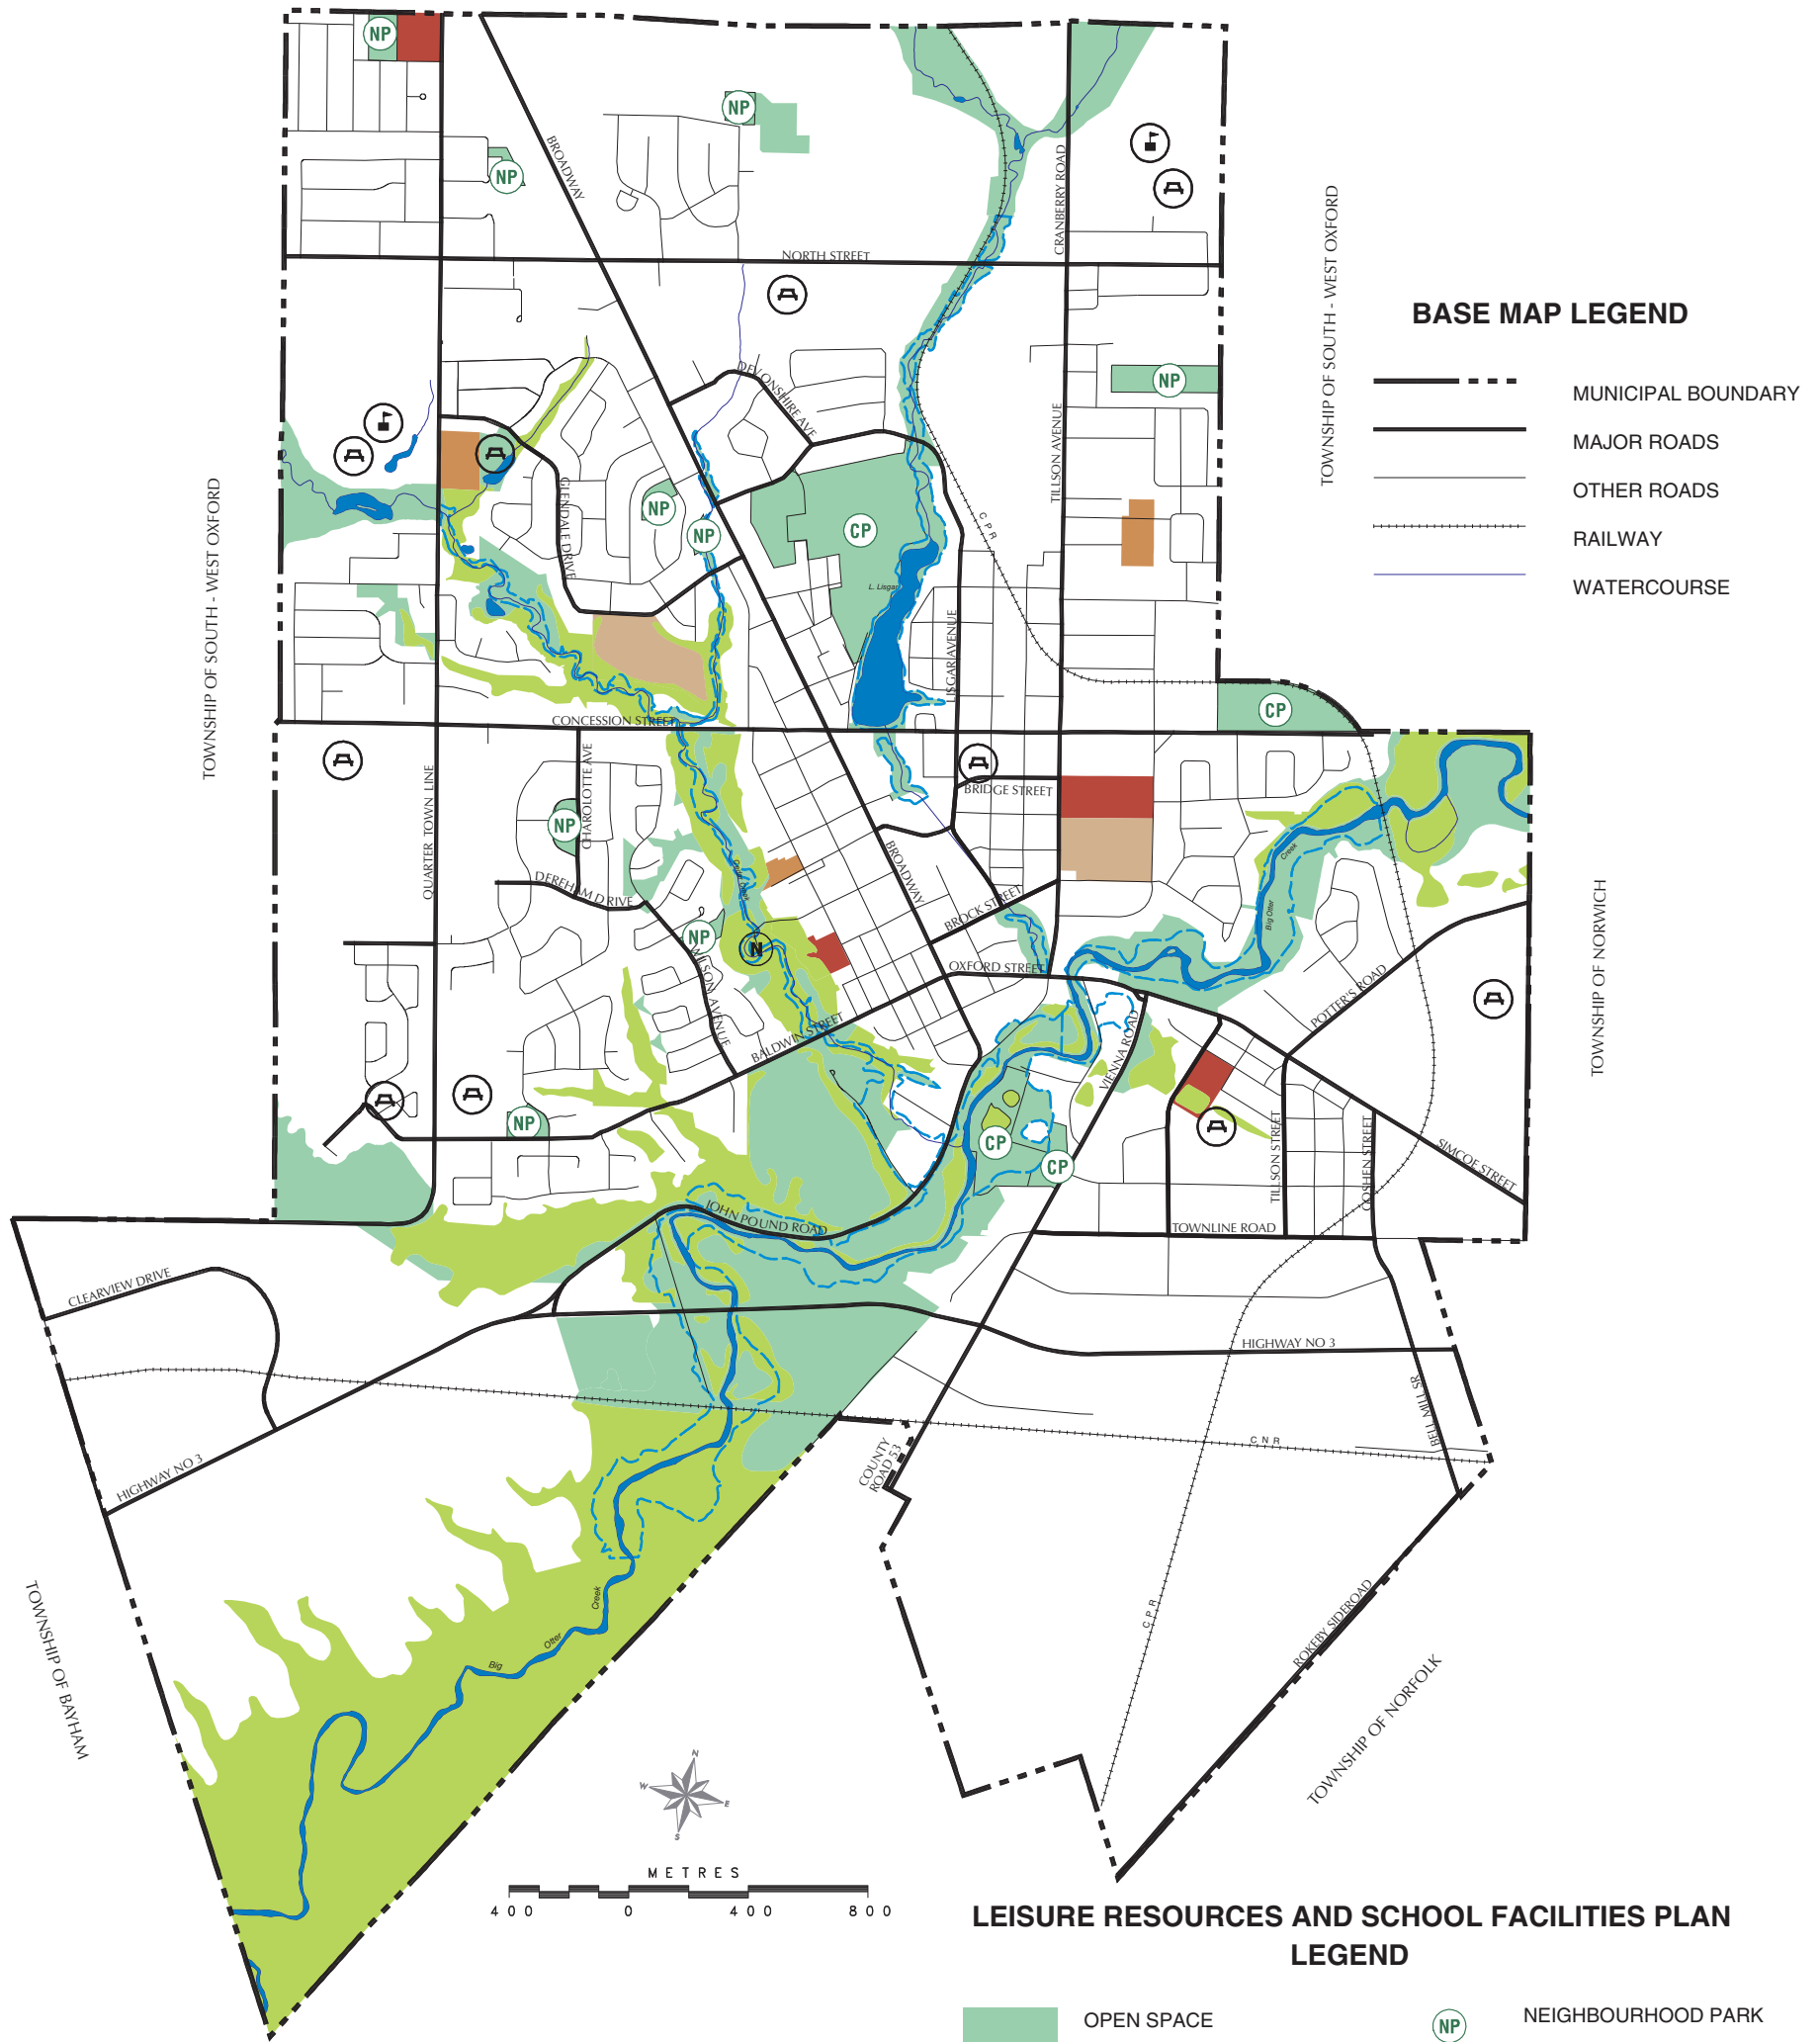 NP
NP
NP
BROADWAY
CRANBERRY ROAD
NORTH STREET
TOWNSHIP OF SOUTH - WEST OXFORD
BASE MAP LEGEND
MUNICIPAL BOUNDARY
MAJOR ROADS
OTHER ROADS
RAILWAY
WATERCOURSE
NP
DEVONSHIRE AVE
TILLSON AVENUE
GLENDALE DRIVE
NP
NP
CP
C P R
L. Lisgar
LISGAR AVENUE
TOWNSHIP OF SOUTH - WEST OXFORD
CP
CONCESSION STREET
QUARTER TOWN LINE
CHAROLOTTE AVE
NP
BRIDGE STREET
BROADWAY
DEREHAM DRIVE
Creek
Big Otter
BROCK STREET
NP
N
WILSON AVENUE
OXFORD STREET
POTTER'S ROAD
TOWNSHIP OF NORWICH
BALDWIN STREET
VIENNA ROAD
NP
CP
CP
TILLSON STREET
GOSHEN STREET
SIMCOE STREET
JOHN POUND ROAD
TOWNLINE ROAD
CLEARVIEW DRIVE
HIGHWAY NO 3
BELL MILL SR
HIGHWAY NO 3
COUNTY
ROAD 53
C N R
Creek
Otter
Big
C P R
ROKEBY SIDEROAD
TOWNSHIP OF BAYHAM
TOWNSHIP OF NORFOLK
N
W
E
S
METRES
400 0 400 800
LEISURE RESOURCES AND SCHOOL FACILITIES PLAN
LEGEND
OPEN SPACE
NP NEIGHBOURHOOD PARK